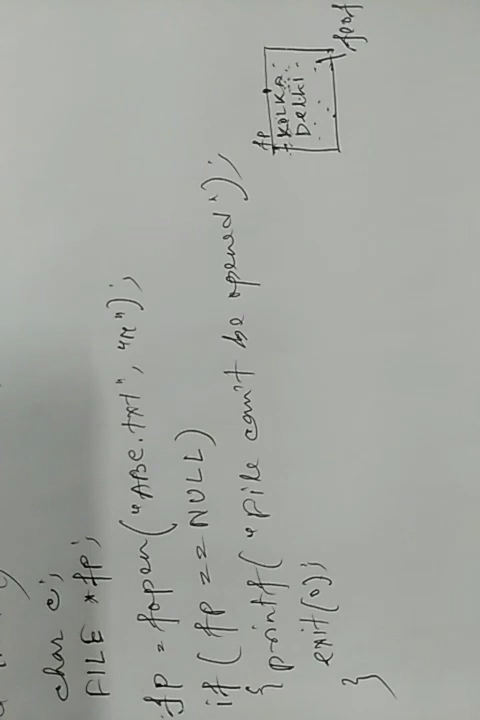 char c;
FILE *fp;
fp = fopen("ABC.txt", "r");
if (fp == NULL)
{ printf("File can't be opened");
exit(0);
}
fp
KOLKA
Delhi